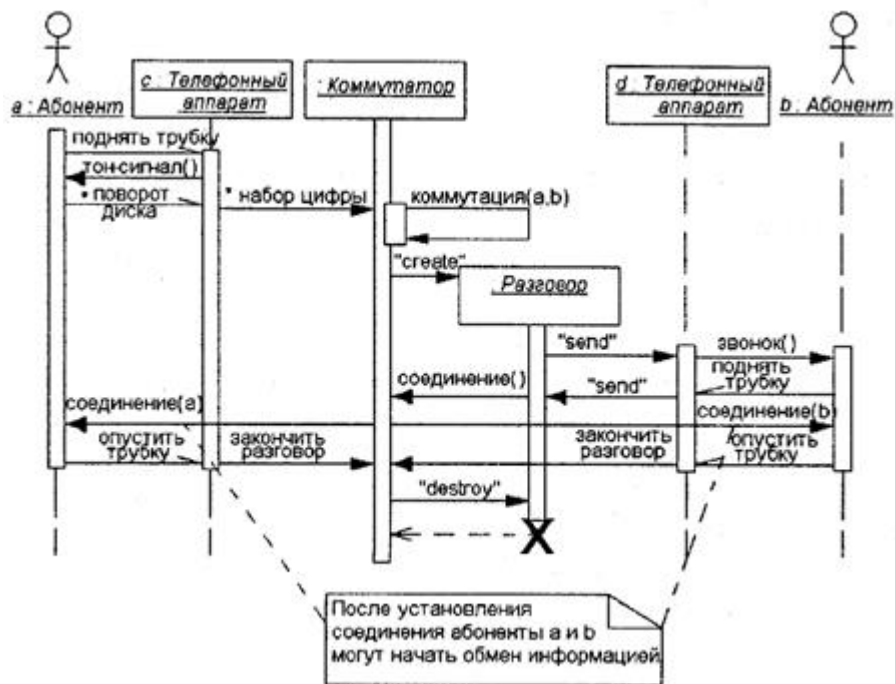 c : Телефонный
аппарат
: Коммутатор
d : Телефонный
аппарат
a : Абонент
b : Абонент
поднять трубку
тон-сигнал()
* поворот
диска
* набор цифры
коммутация(a,b)
"create"
: Разговор
"send"
звонок()
соединение()
"send"
поднять
трубку
соединение(a)
соединение(b)
опустить
трубку
закончить
разговор
закончить
разговор
опустить
трубку
"destroy"
После установления
соединения абоненты a и b
могут начать обмен информацией